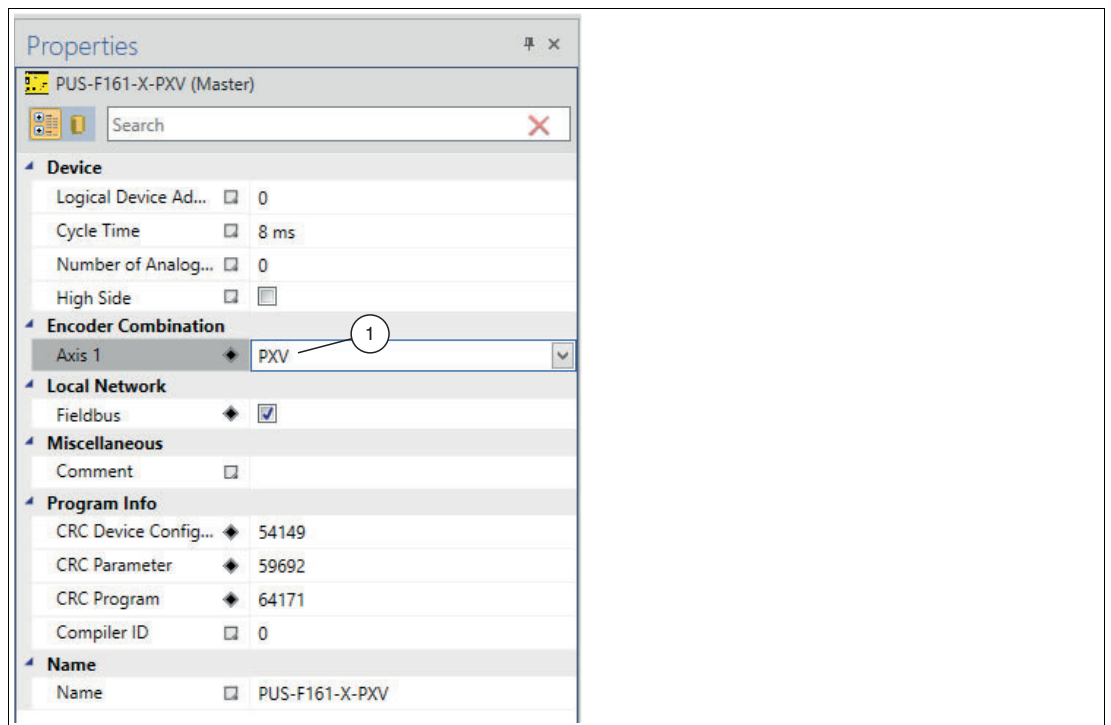 Properties
PUS-F161-X-PXV (Master)
Search
Device
Logical Device Ad... 0
Cycle Time 8 ms
Number of Analog... 0
High Side
Encoder Combination
1
Axis 1 PXV
Local Network
Fieldbus
Miscellaneous
Comment
Program Info
CRC Device Config... 54149
CRC Parameter 59692
CRC Program 64171
Compiler ID 0
Name
Name PUS-F161-X-PXV